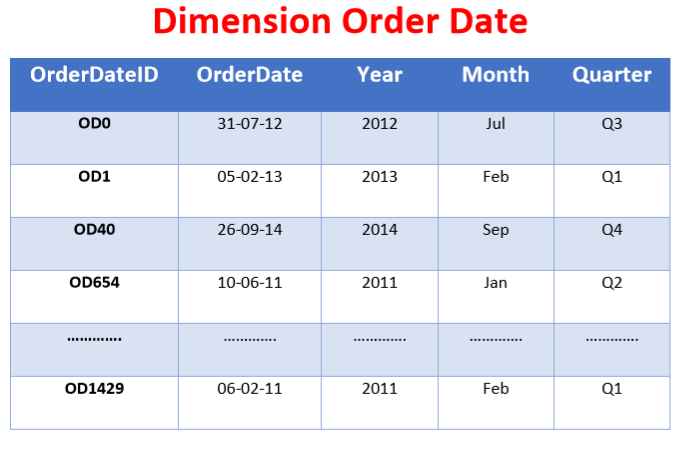 Dimension Order Date
OrderDateID OrderDate Year Month Quarter
OD0 31-07-12 2012 Jul Q3
OD1 05-02-13 2013 Feb Q1
OD40 26-09-14 2014 Sep Q4
OD654 10-06-11 2011 Jan Q2
…………. …………. …………. …………. ………….
OD1429 06-02-11 2011 Feb Q1